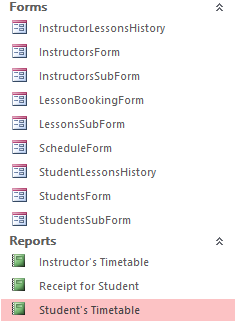 Forms
InstructorLessonsHistory
InstructorsForm
InstructorsSubForm
LessonBookingForm
LessonsSubForm
ScheduleForm
StudentLessonsHistory
StudentsForm
StudentsSubForm
Reports
Instructor's Timetable
Receipt for Student
Student's Timetable